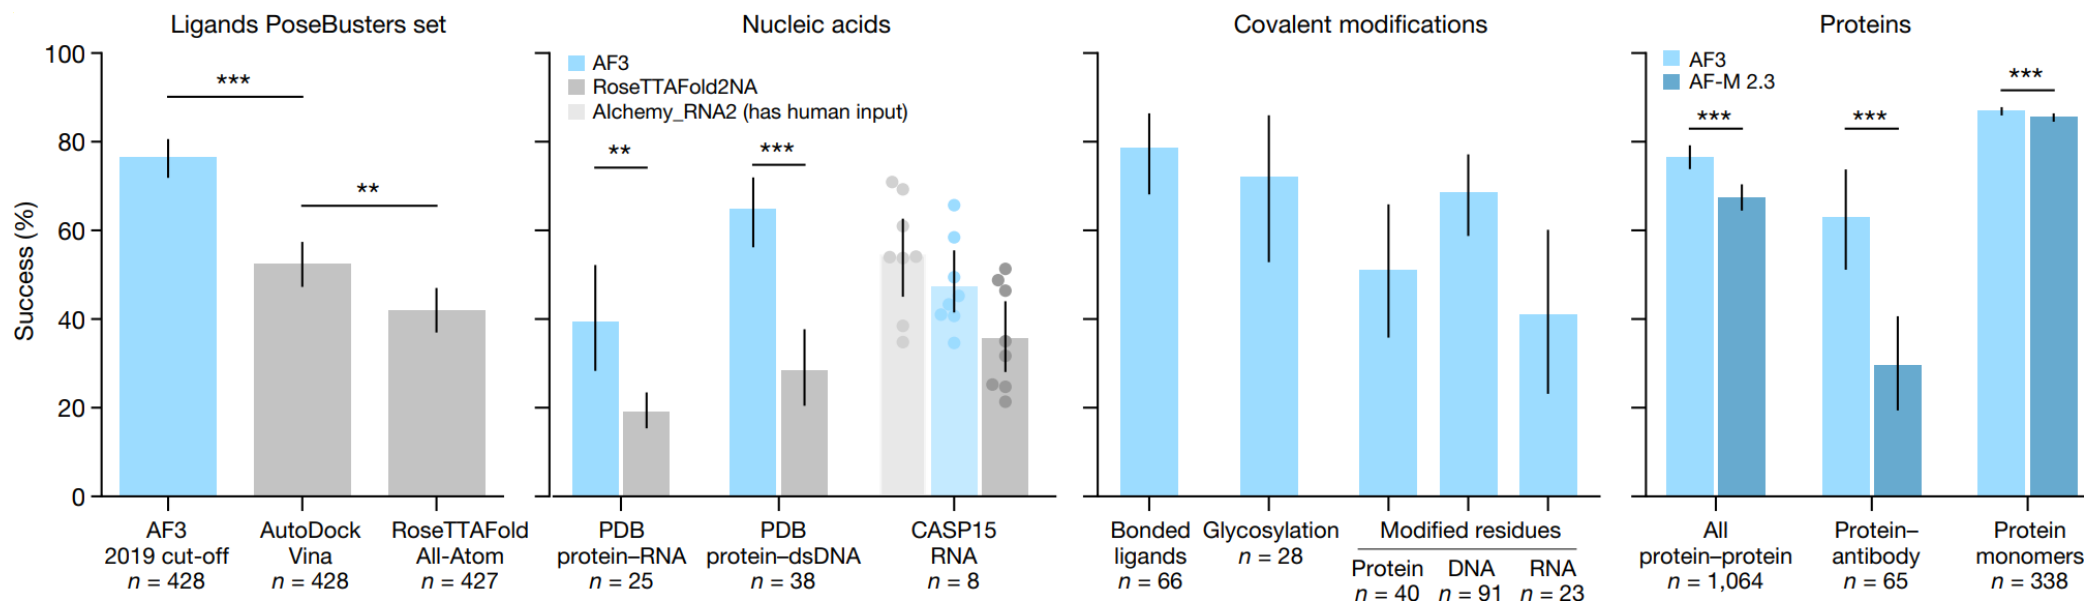 Ligands PoseBusters set
Success (%)
100
80
60
40
20
0
***
**
AF3
2019 cut-off
n = 428
AutoDock
Vina
n = 428
RoseTTAFold
All-Atom
n = 427
Nucleic acids
AF3
RoseTTAFold2NA
Alchemy_RNA2 (has human input)
**
***
PDB
protein–RNA
n = 25
PDB
protein–dsDNA
n = 38
CASP15
RNA
n = 8
Covalent modifications
Bonded
ligands
n = 66
Glycosylation
n = 28
Modified residues
Protein
n = 40
DNA
n = 91
RNA
n = 23
Proteins
AF3
AF-M 2.3
***
***
***
All
protein–protein
n = 1,064
Protein–
antibody
n = 65
Protein
monomers
n = 338